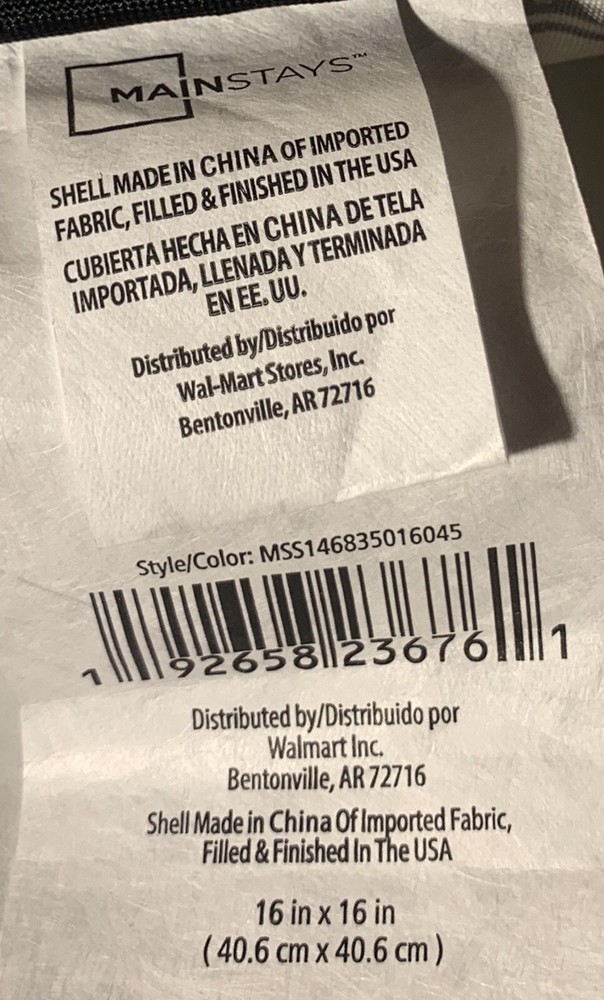 MAINSTAYS™
SHELL MADE IN CHINA OF IMPORTED
FABRIC, FILLED & FINISHED IN THE USA
CUBIERTA HECHA EN CHINA DE TELA
IMPORTADA, LLENADA Y TERMINADA
EN EE. UU.
Distributed by/Distribuido por
Wal-Mart Stores, Inc.
Bentonville, AR 72716
Style/Color: MSS146835016045
1 92658 23676 1
Distributed by/Distribuido por
Walmart Inc.
Bentonville, AR 72716
Shell Made in China Of Imported Fabric,
Filled & Finished In The USA
16 in x 16 in
( 40.6 cm x 40.6 cm )